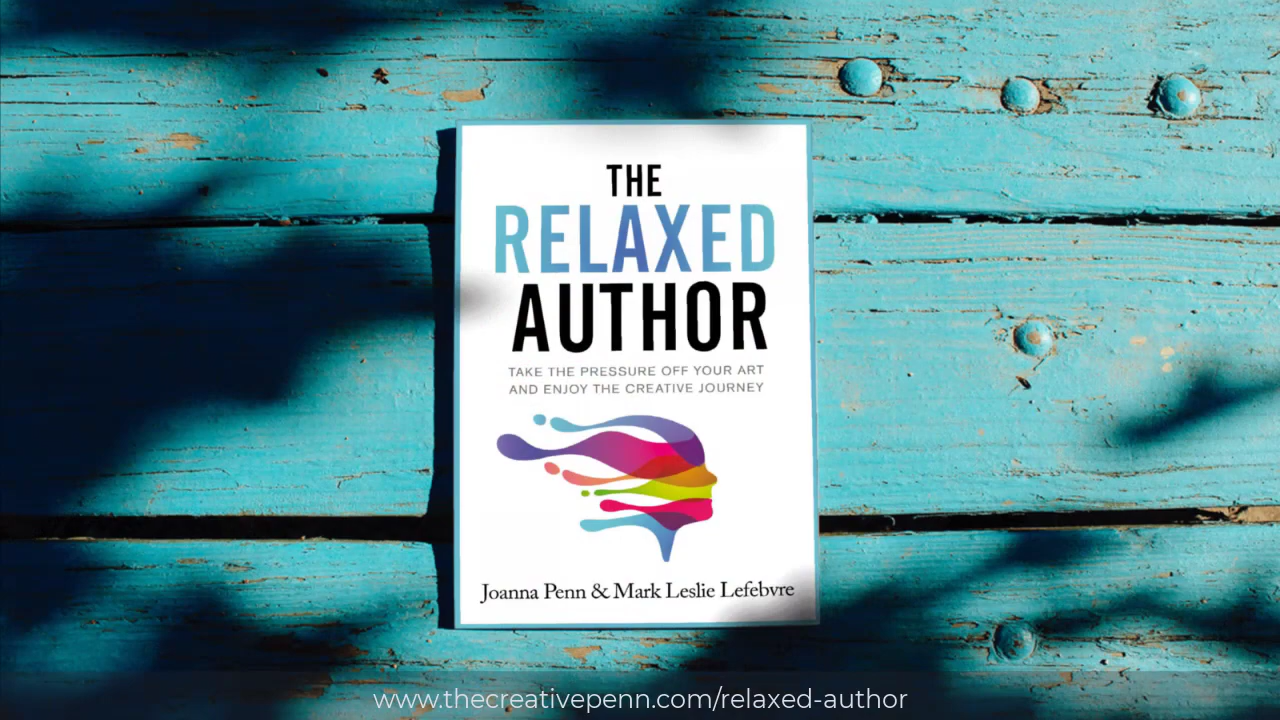 THE
RELAXED
AUTHOR
TAKE THE PRESSURE OFF YOUR ART
AND ENJOY THE CREATIVE JOURNEY
Joanna Penn & Mark Leslie Lefebvre
www.thecreativepenn.com/relaxed-author